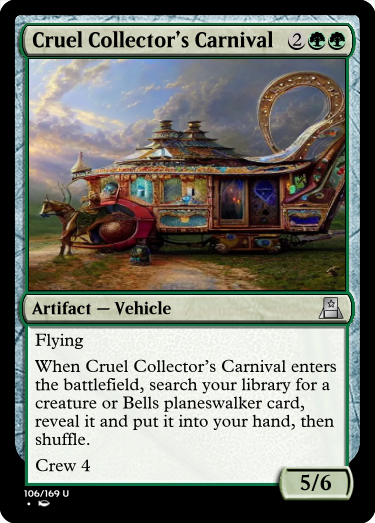 Cruel Collector's Carnival 2
Artifact — Vehicle
Flying
When Cruel Collector's Carnival enters
the battlefield, search your library for a
creature or Bells planeswalker card,
reveal it and put it into your hand, then
shuffle.
Crew 4
5/6
106/169 U